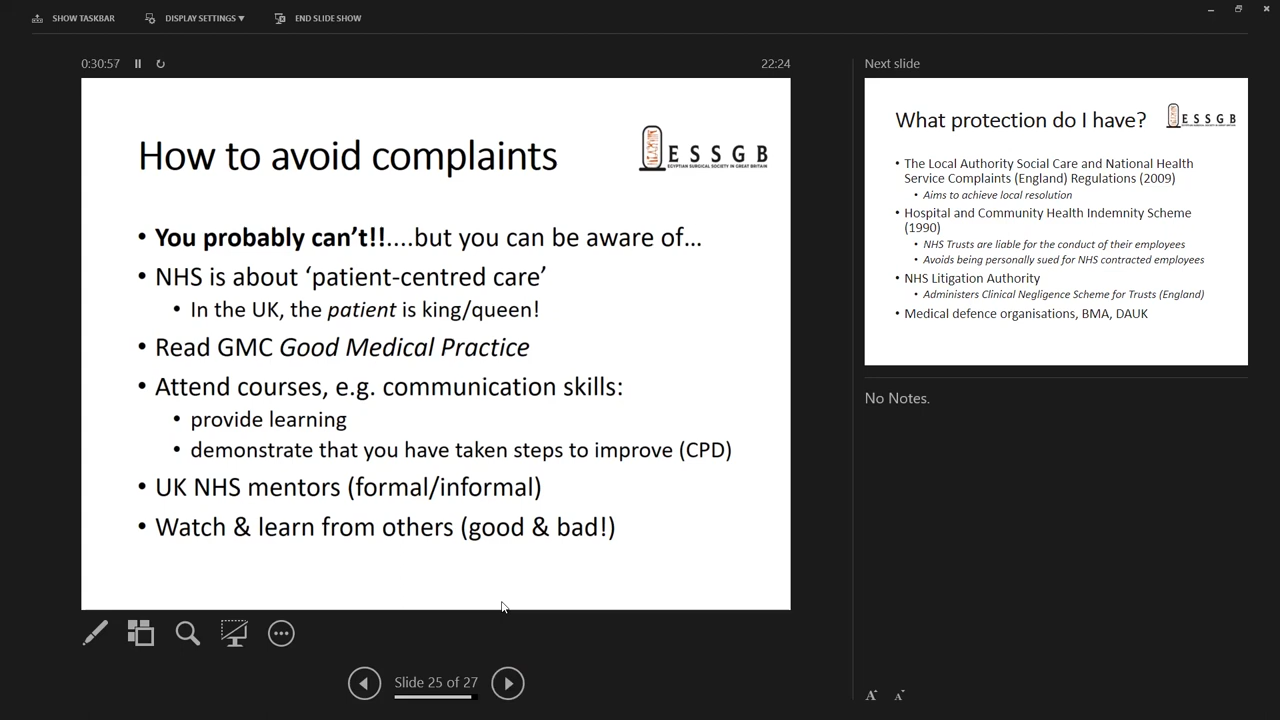 SHOW TASKBAR
DISPLAY SETTINGS ▼
END SLIDE SHOW
0:30:57
22:24
How to avoid complaints
E S S G B
EGYPTIAN SURGICAL SOCIETY IN GREAT BRITAIN
• You probably can't!!....but you can be aware of...
• NHS is about 'patient-centred care'
• In the UK, the patient is king/queen!
• Read GMC Good Medical Practice
• Attend courses, e.g. communication skills:
• provide learning
• demonstrate that you have taken steps to improve (CPD)
• UK NHS mentors (formal/informal)
• Watch & learn from others (good & bad!)
Slide 25 of 27
Next slide
What protection do I have?
E S S G B
EGYPTIAN SURGICAL SOCIETY IN GREAT BRITAIN
• The Local Authority Social Care and National Health
Service Complaints (England) Regulations (2009)
• Aims to achieve local resolution
• Hospital and Community Health Indemnity Scheme
(1990)
• NHS Trusts are liable for the conduct of their employees
• Avoids being personally sued for NHS contracted employees
• NHS Litigation Authority
• Administers Clinical Negligence Scheme for Trusts (England)
• Medical defence organisations, BMA, DAUK
No Notes.
A A